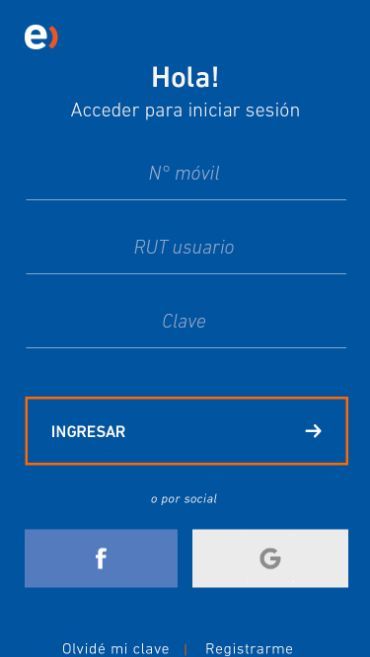 e)
Hola!
Acceder para iniciar sesión
N° móvil
RUT usuario
Clave
INGRESAR
o por social
f
G
Olvidé mi clave | Registrarme